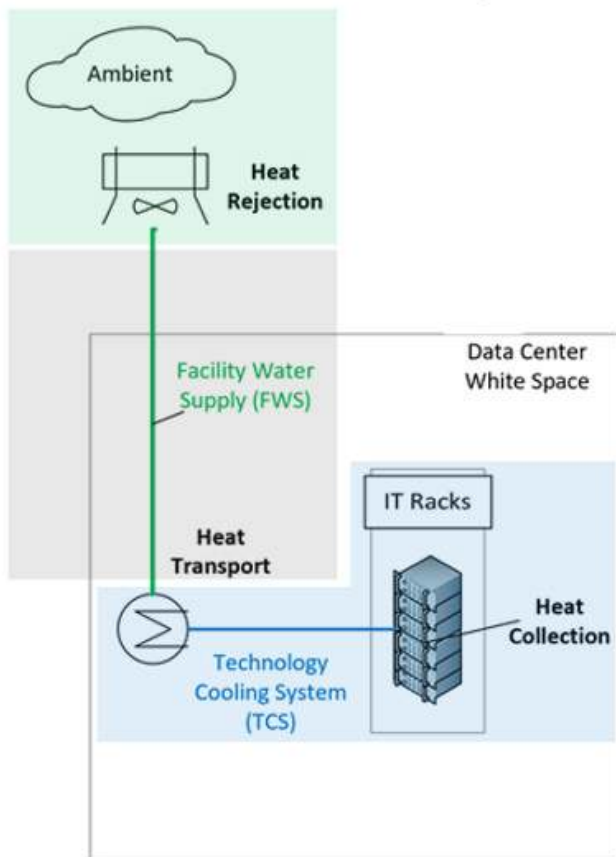 Ambient
Heat
Rejection
Data Center
White Space
Facility Water
Supply (FWS)
IT Racks
Heat
Transport
Heat
Collection
Technology
Cooling System
(TCS)